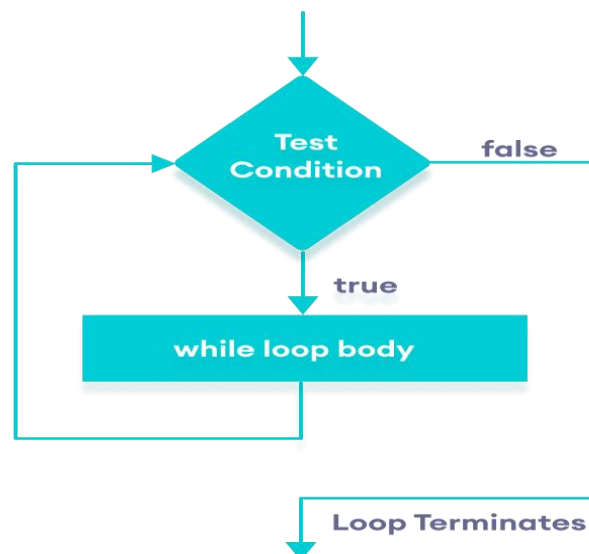 Test
Condition
false
true
while loop body
Loop Terminates